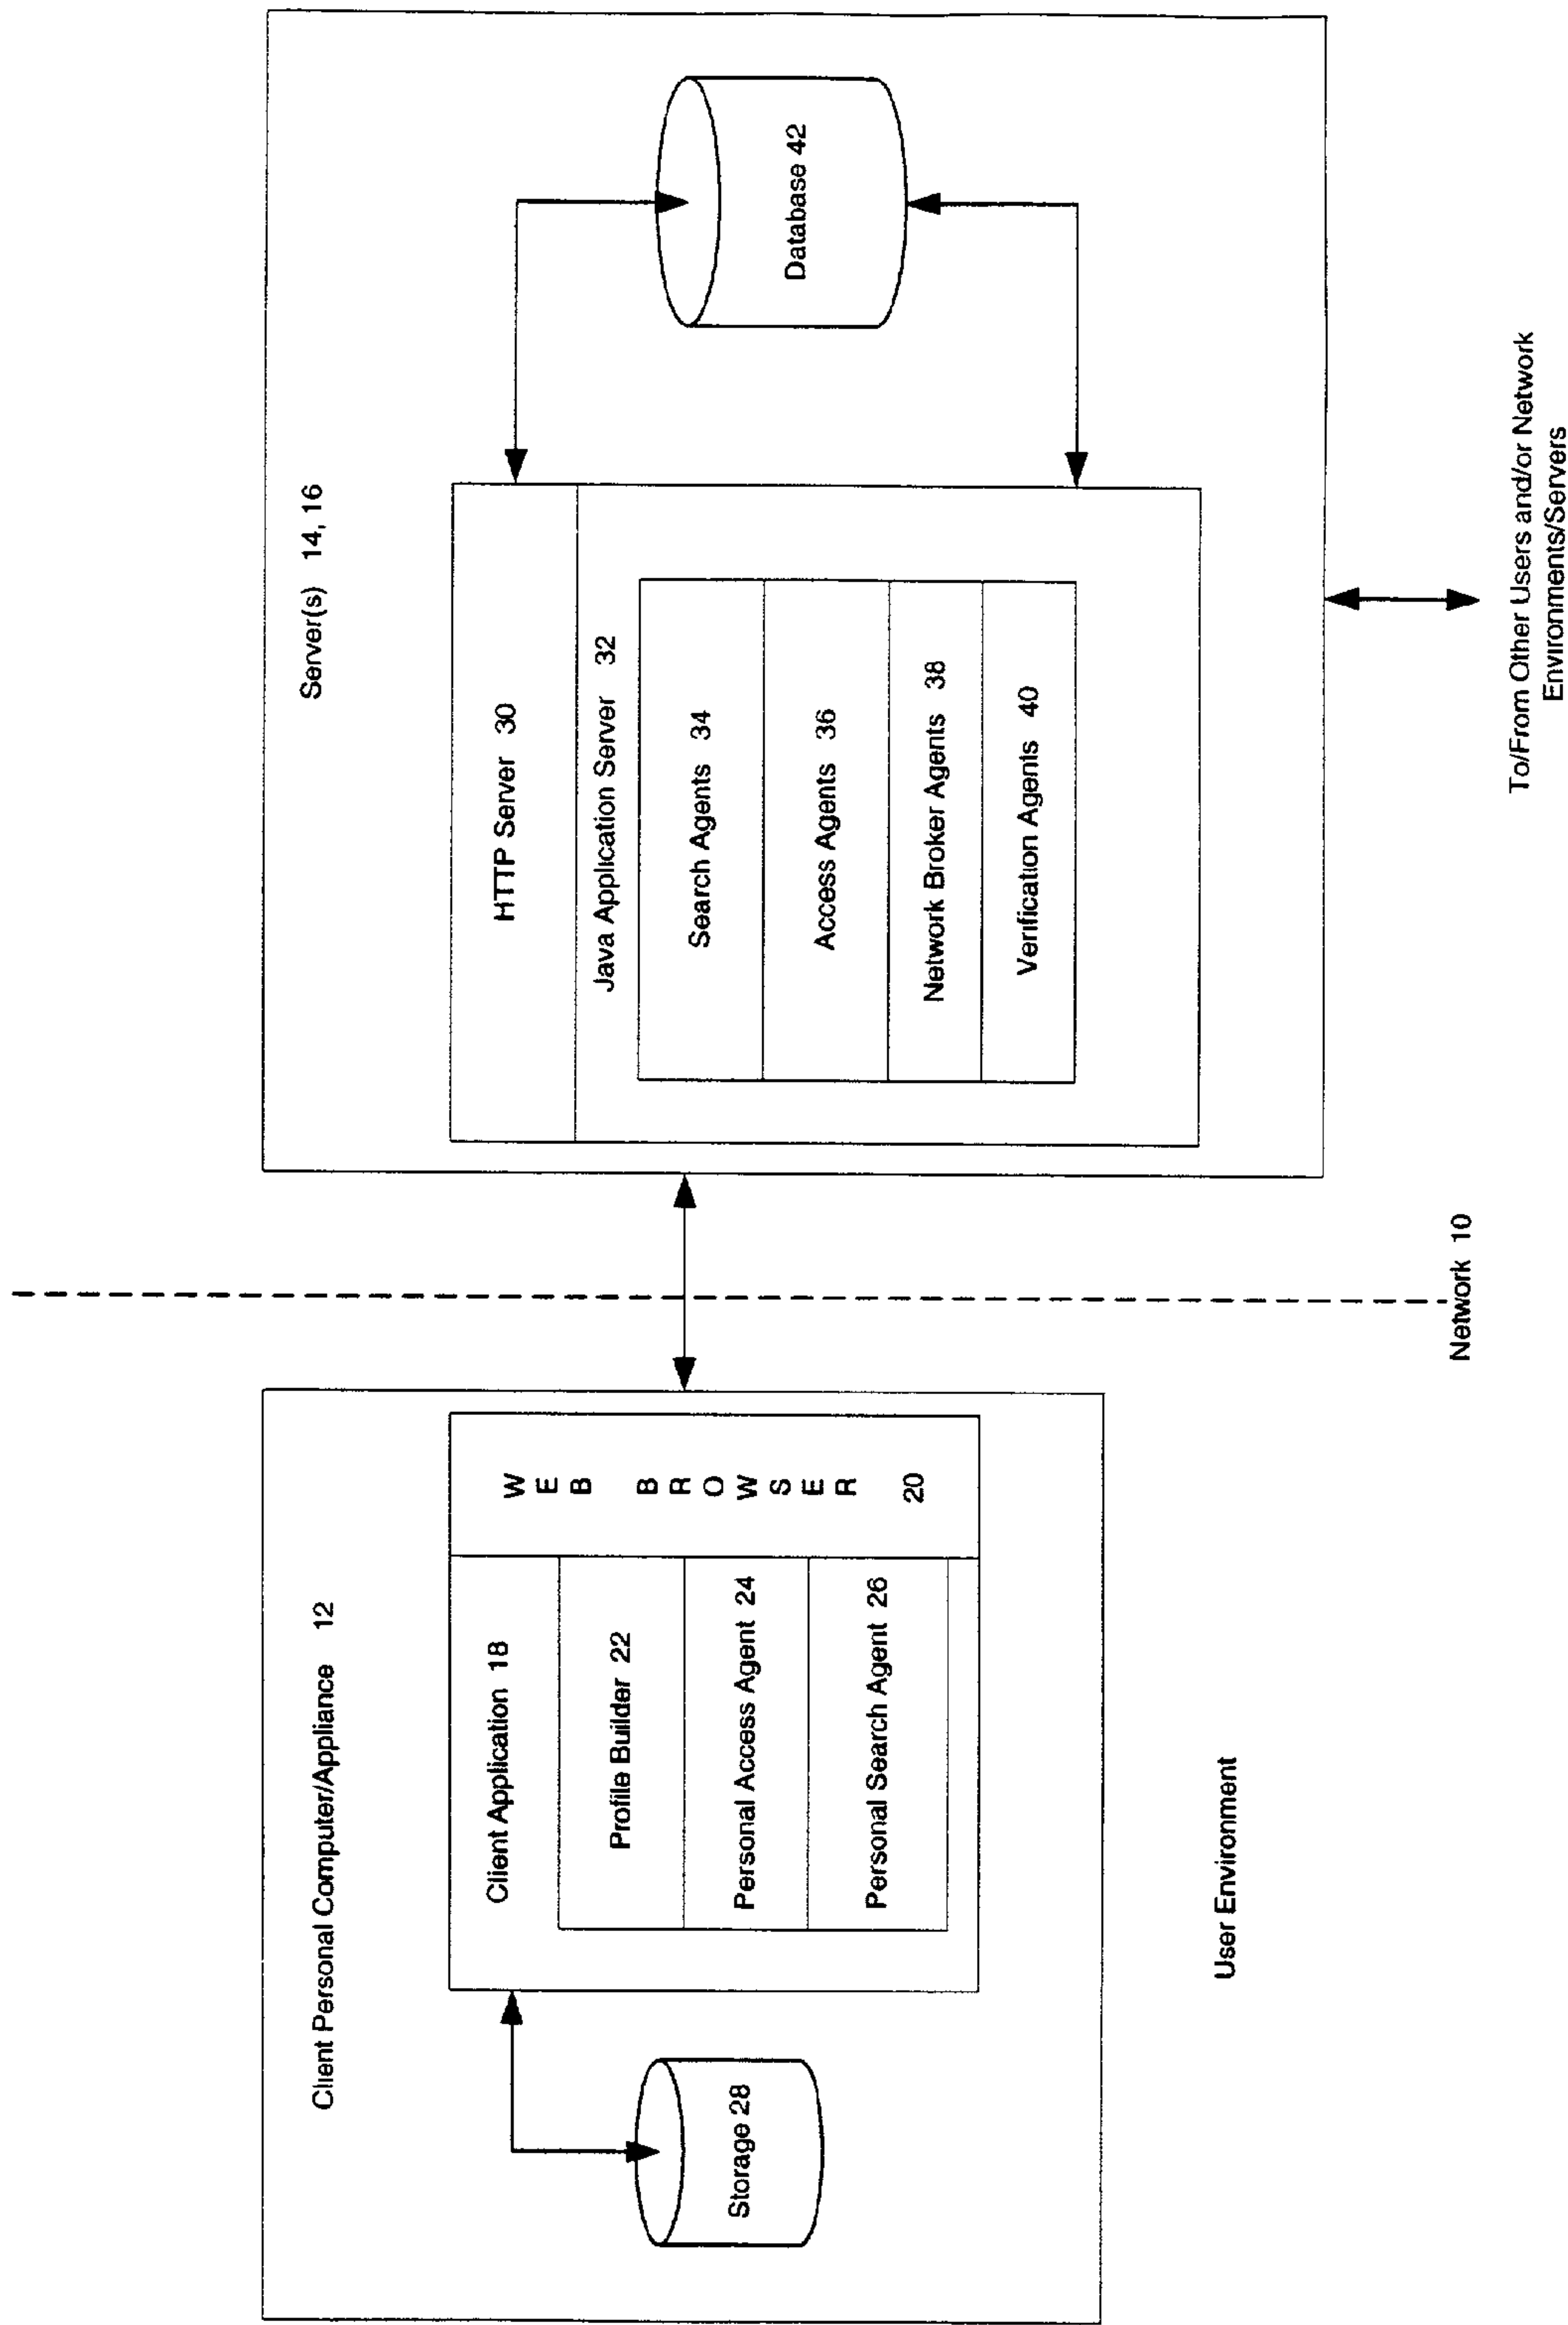 Client Personal Computer/Appliance 12
Client Application 18
Profile Builder 22
Personal Access Agent 24
Personal Search Agent 26
WEB BROWSER 20
Storage 28
User Environment
Network 10
Server(s) 14, 16
HTTP Server 30
Java Application Server 32
Search Agents 34
Access Agents 36
Network Broker Agents 38
Verification Agents 40
Database 42
To/From Other Users and/or Network
Environments/Servers